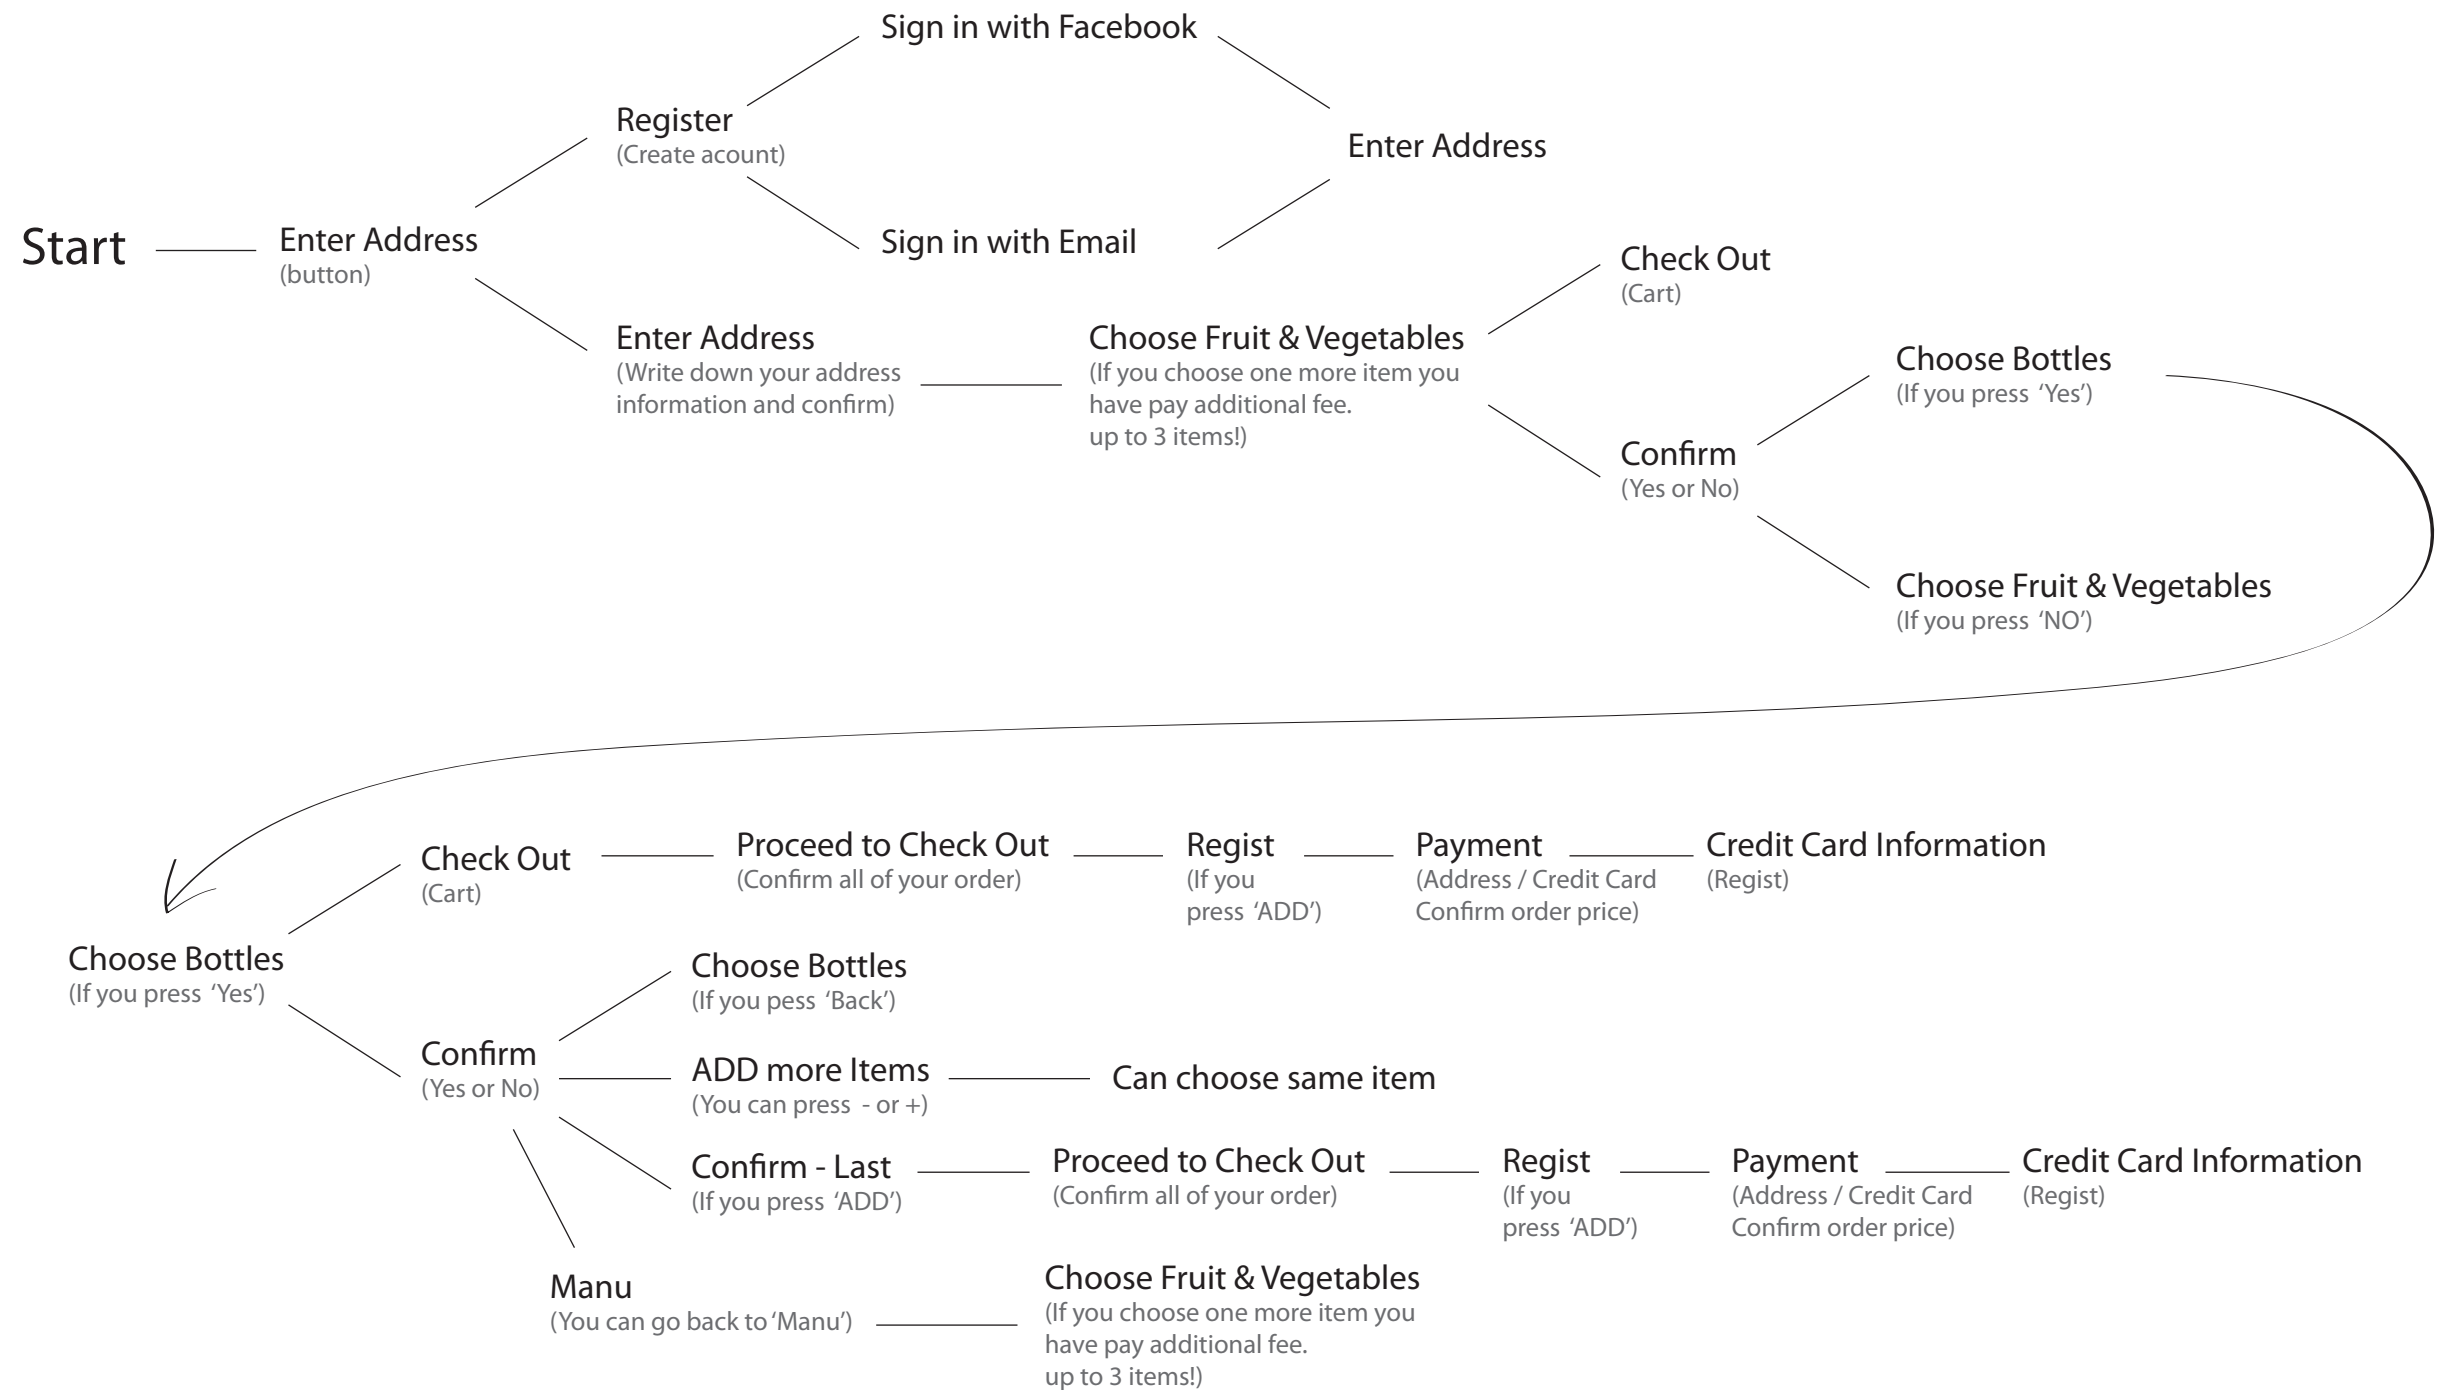 Sign in with Facebook
Register
(Create acount)
Enter Address
Start
Enter Address
(button)
Sign in with Email
Check Out
(Cart)
Enter Address
(Write down your address
information and confirm)
Choose Fruit & Vegetables
(If you choose one more item you
have pay additional fee.
up to 3 items!)
Choose Bottles
(If you press 'Yes')
Confirm
(Yes or No)
Choose Fruit & Vegetables
(If you press 'NO')
Check Out
(Cart)
Proceed to Check Out
(Confirm all of your order)
Regist
(If you
press 'ADD')
Payment
(Address / Credit Card
Confirm order price)
Credit Card Information
(Regist)
Choose Bottles
(If you press 'Yes')
Choose Bottles
(If you pess 'Back')
Confirm
(Yes or No)
ADD more Items
(You can press - or +)
Can choose same item
Confirm - Last
(If you press 'ADD')
Proceed to Check Out
(Confirm all of your order)
Regist
(If you
press 'ADD')
Payment
(Address / Credit Card
Confirm order price)
Credit Card Information
(Regist)
Manu
(You can go back to 'Manu')
Choose Fruit & Vegetables
(If you choose one more item you
have pay additional fee.
up to 3 items!)